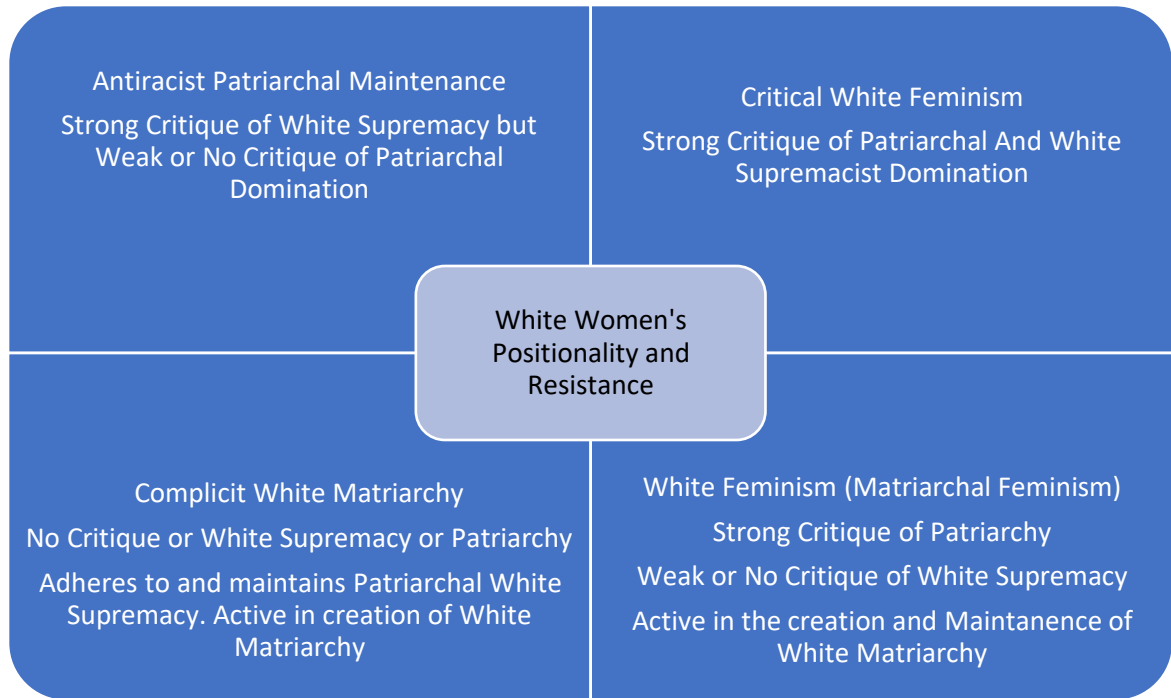 Antiracist Patriarchal Maintenance
Strong Critique of White Supremacy but
Weak or No Critique of Patriarchal
Domination
Critical White Feminism
Strong Critique of Patriarchal And White
Supremacist Domination
White Women's
Positionality and
Resistance
Complicit White Matriarchy
No Critique or White Supremacy or Patriarchy
Adheres to and maintains Patriarchal White
Supremacy. Active in creation of White
Matriarchy
White Feminism (Matriarchal Feminism)
Strong Critique of Patriarchy
Weak or No Critique of White Supremacy
Active in the creation and Maintanence of
White Matriarchy